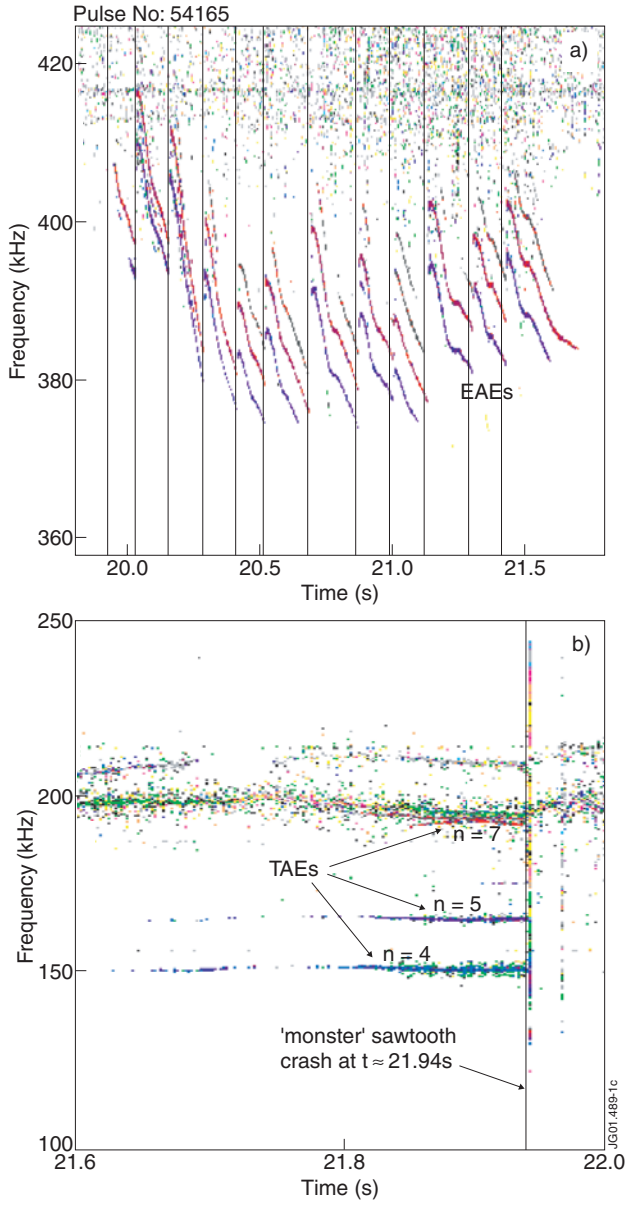 Pulse No: 54165
a)
420
400
380
360
Frequency (kHz)
EAEs
20.0 20.5 21.0 21.5
Time (s)
b)
250
200
150
100
Frequency (kHz)
n = 7
TAEs
n = 5
n = 4
'monster' sawtooth
crash at t ≈ 21.94s
JG01.489-1c
21.6 21.8 22.0
Time (s)